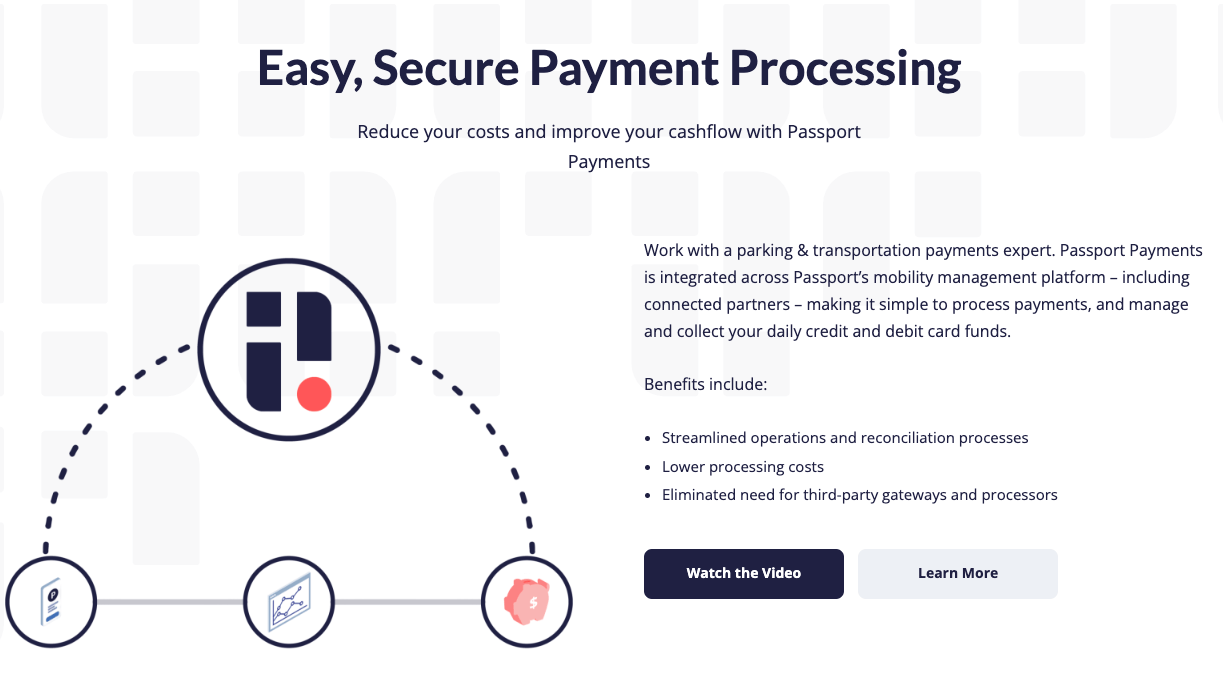 Easy, Secure Payment Processing
Reduce your costs and improve your cashflow with Passport
Payments
Work with a parking & transportation payments expert. Passport Payments
is integrated across Passport’s mobility management platform – including
connected partners – making it simple to process payments, and manage
and collect your daily credit and debit card funds.
Benefits include:
Streamlined operations and reconciliation processes
Lower processing costs
Eliminated need for third-party gateways and processors
Watch the Video
Learn More